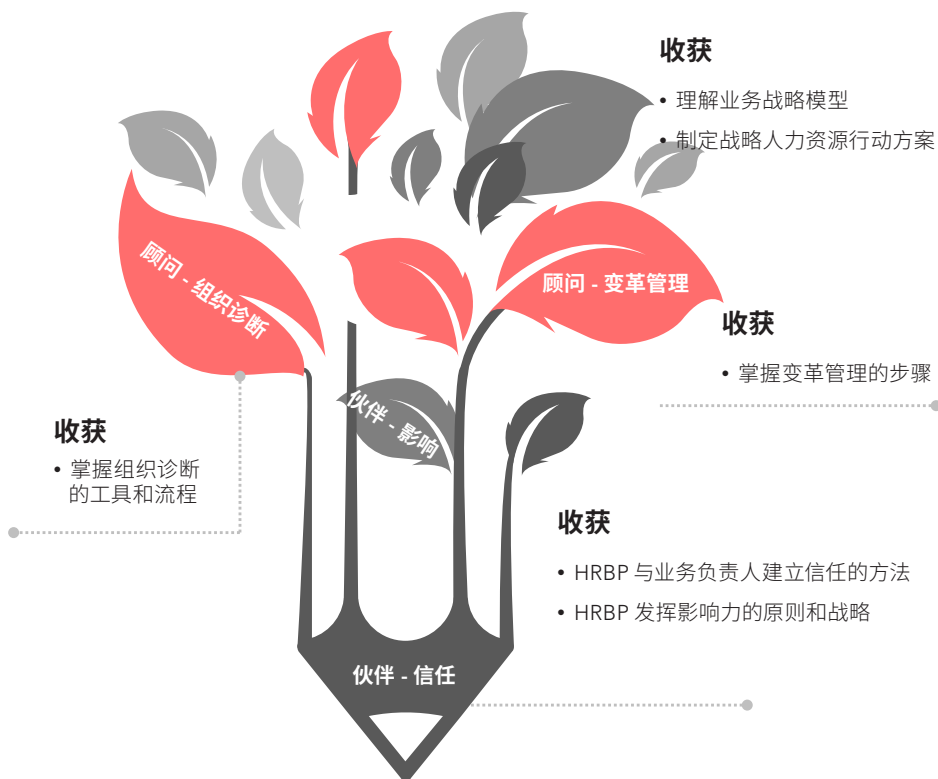 收获
• 理解业务战略模型
• 制定战略人力资源行动方案
顾问 - 组织诊断
顾问 - 变革管理
收获
• 掌握变革管理的步骤
伙伴 - 影响
收获
• 掌握组织诊断
的工具和流程
收获
• HRBP 与业务负责人建立信任的方法
• HRBP 发挥影响力的原则和战略
伙伴 - 信任